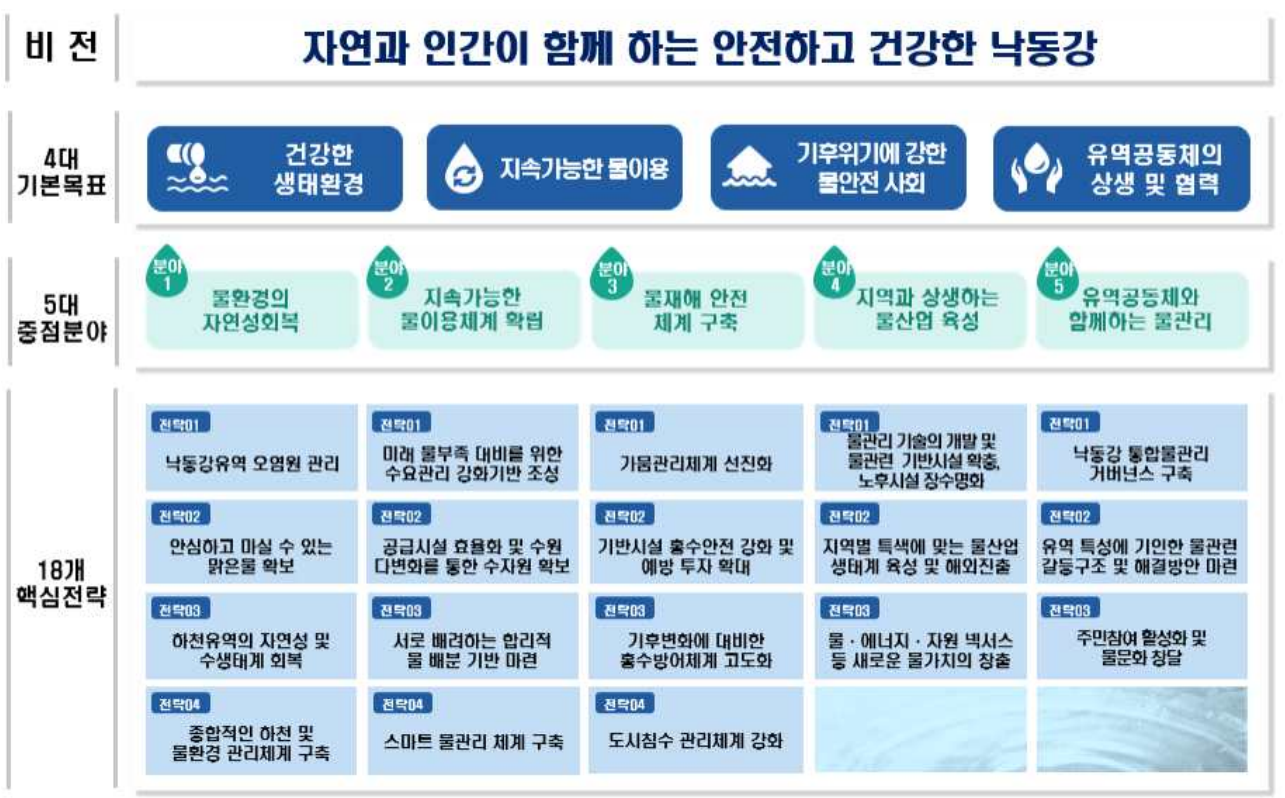 비 전
자연과 인간이 함께 하는 안전하고 건강한 낙동강
4대
기본목표
건강한
생태환경
지속가능한 물이용
기후위기에 강한
물안전 사회
유역공동체의
상생 및 협력
5대
중점분야
분야
1
물환경의
자연성회복
분야
2
지속가능한
물이용체계 확립
분야
3
물재해 안전
체계 구축
분야
4
지역과 상생하는
물산업 육성
분야
5
유역공동체와
함께하는 물관리
18개
핵심전략
전략01
낙동강유역 오염원 관리
전략01
미래 물부족 대비를 위한
수요관리 강화기반 조성
전략01
가뭄관리체계 선진화
전략01
물관리 기술의 개발 및
물관련 기반시설 확충,
노후시설 장수명화
전략01
낙동강 통합물관리
거버넌스 구축
전략02
안심하고 마실 수 있는
맑은물 확보
전략02
공급시설 효율화 및 수원
다변화를 통한 수자원 확보
전략02
기반시설 홍수안전 강화 및
예방 투자 확대
전략02
지역별 특색에 맞는 물산업
생태계 육성 및 해외진출
전략02
유역 특성에 기인한 물관련
갈등구조 및 해결방안 마련
전략03
하천유역의 자연성 및
수생태계 회복
전략03
서로 배려하는 합리적
물 배분 기반 마련
전략03
기후변화에 대비한
홍수방어체계 고도화
전략03
물 · 에너지 · 자원 넥서스
등 새로운 물가치의 창출
전략03
주민참여 활성화 및
물문화 창달
전략04
종합적인 하천 및
물환경 관리체계 구축
전략04
스마트 물관리 체계 구축
전략04
도시침수 관리체계 강화